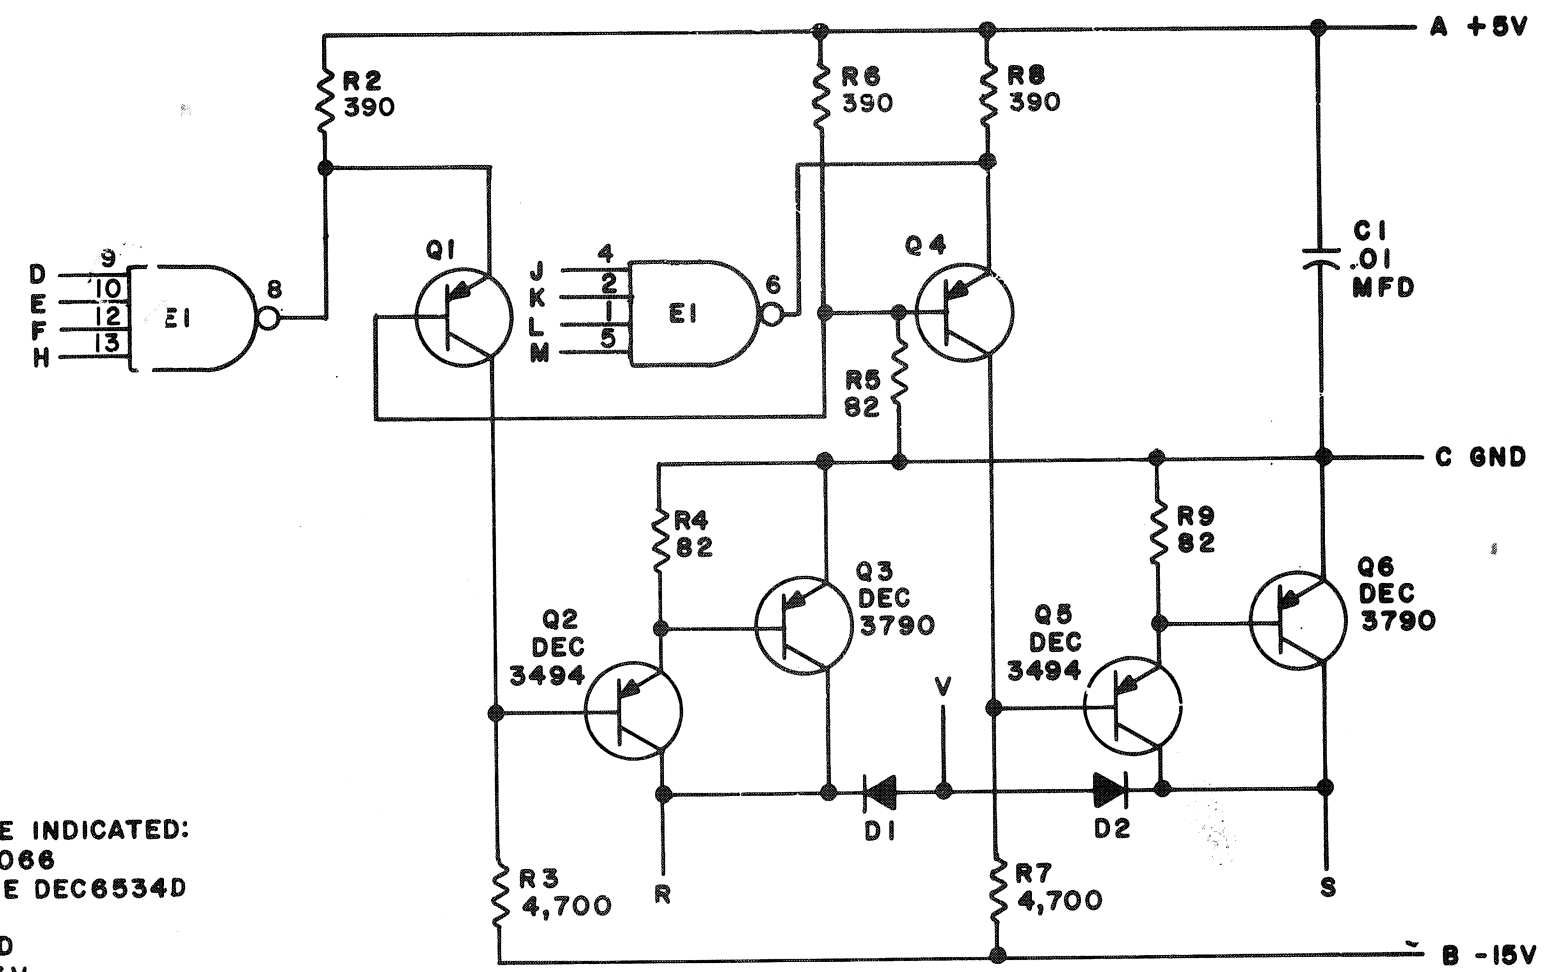 A +5V
R2
390
R6
390
R8
390
Q1
Q4
C1
.01
MFD
D
E
F
H
9
10
12
13
E1
8
J
K
L
M
4
2
1
5
E1
6
R5
82
C GND
R4
82
R9
82
Q3
DEC
3790
Q6
DEC
3790
Q2
DEC
3494
Q5
DEC
3494
V
D1
D2
R
S
R3
4,700
R7
4,700
B -15V
E INDICATED:
066
E DEC6534D
D